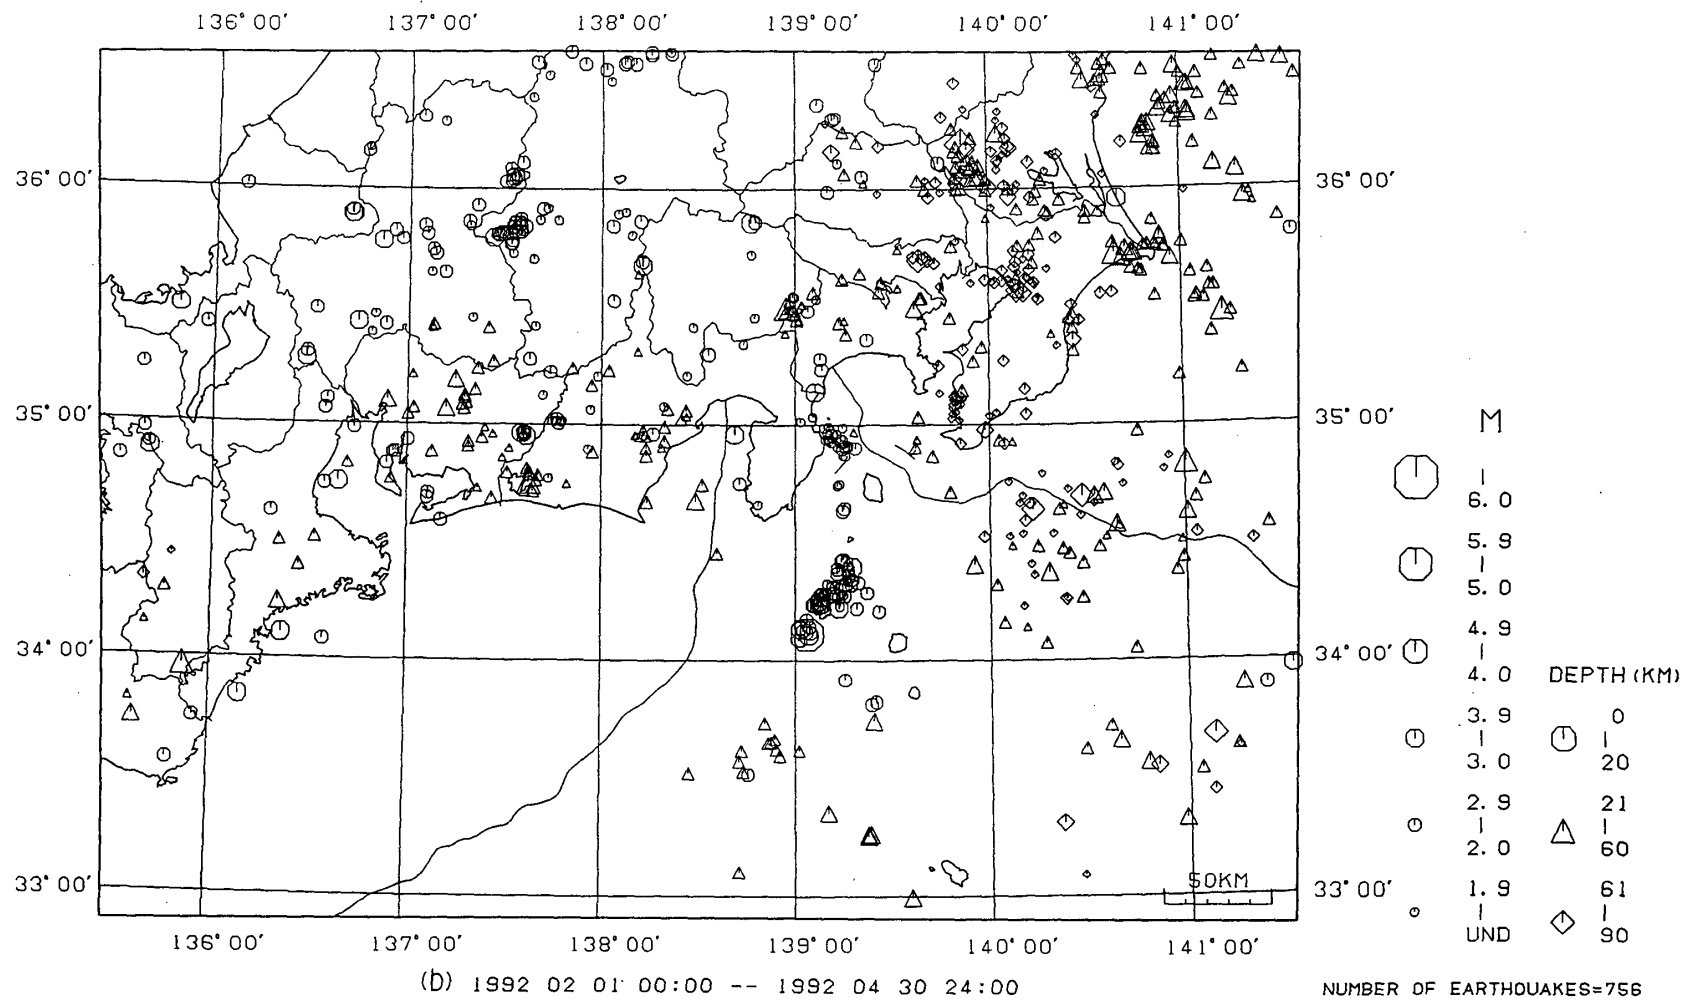 136°00' 137°00' 138°00' 139°00' 140°00' 141°00'
36°00' 36°00'
35°00' 35°00'
34°00' 34°00'
33°00' 33°00'
M
6.0
5.9
5.0
4.9
4.0 DEPTH (KM)
3.9 0
3.0 20
2.9 21
2.0 60
1.9 61
UND 90
50KM
136°00' 137°00' 138°00' 139°00' 140°00' 141°00'
(b) 1992 02 01 00:00 -- 1992 04 30 24:00
NUMBER OF EARTHQUAKES=756